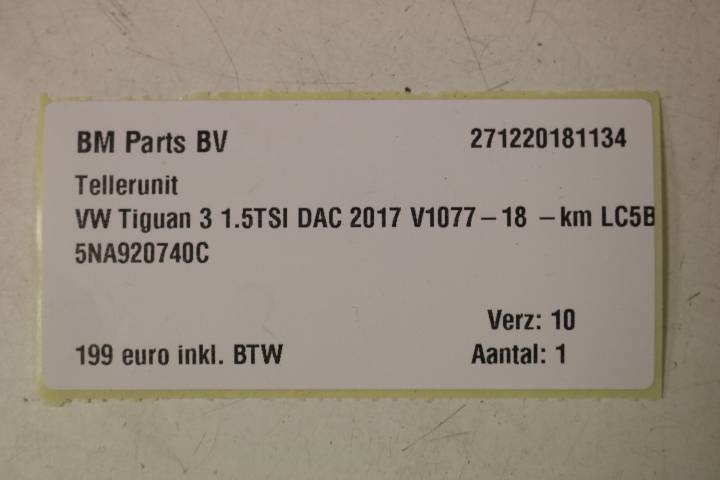 BM Parts BV 271220181134
Tellerunit
VW Tiguan 3 1.5TSI DAC 2017 V1077-18 -km LC5B
5NA920740C
Verz: 10
199 euro inkl. BTW Aantal: 1